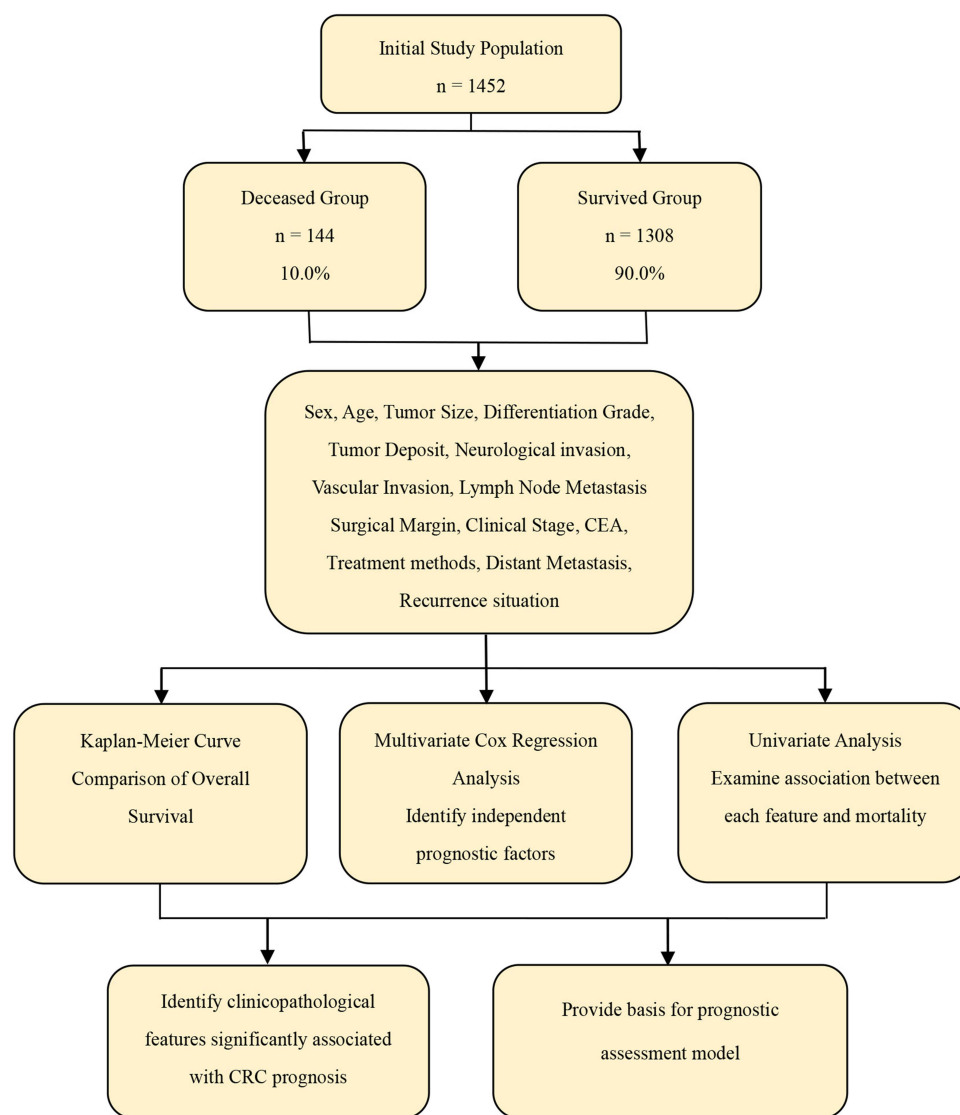 Initial Study Population
n = 1452
Deceased Group
n = 144
10.0%
Survived Group
n = 1308
90.0%
Sex, Age, Tumor Size, Differentiation Grade,
Tumor Deposit, Neurological invasion,
Vascular Invasion, Lymph Node Metastasis
Surgical Margin, Clinical Stage, CEA,
Treatment methods, Distant Metastasis,
Recurrence situation
Kaplan-Meier Curve
Comparison of Overall
Survival
Multivariate Cox Regression
Analysis
Identify independent
prognostic factors
Univariate Analysis
Examine association between
each feature and mortality
Identify clinicopathological
features significantly associated
with CRC prognosis
Provide basis for prognostic
assessment model